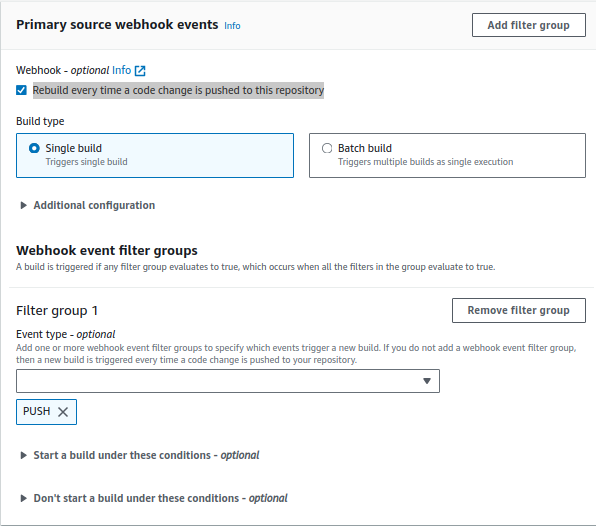 Primary source webhook events Info
Add filter group
Webhook - optional Info
Rebuild every time a code change is pushed to this repository
Build type
Single build
Triggers single build
Batch build
Triggers multiple builds as single execution
Additional configuration
Webhook event filter groups
A build is triggered if any filter group evaluates to true, which occurs when all the filters in the group evaluate to true.
Filter group 1
Remove filter group
Event type - optional
Add one or more webhook event filter groups to specify which events trigger a new build. If you do not add a webhook event filter group,
then a new build is triggered every time a code change is pushed to your repository.
PUSH
Start a build under these conditions - optional
Don't start a build under these conditions - optional